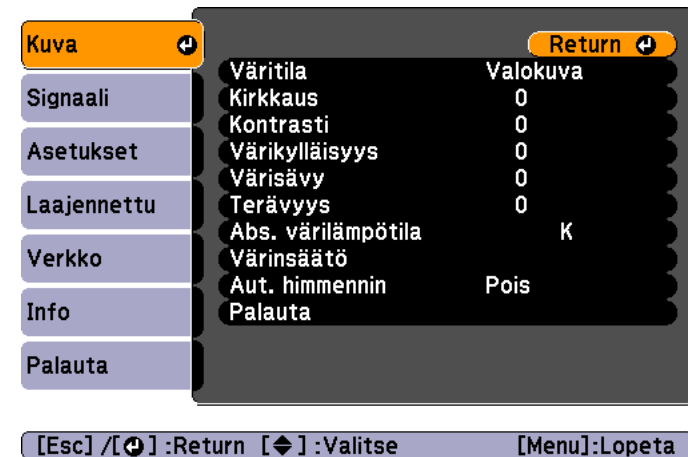 Kuva
Return
Väritila Valokuva
Kirkkaus 0
Kontrasti 0
Värikylläisyys 0
Värisävy 0
Terävyys 0
Abs. värilämpötila K
Värinsäätö
Aut. himmennin Pois
Palauta
Signaali
Asetukset
Laajennettu
Verkko
Info
Palauta
[Esc] /[ ] :Return [ ] :Valitse [Menu]:Lopeta